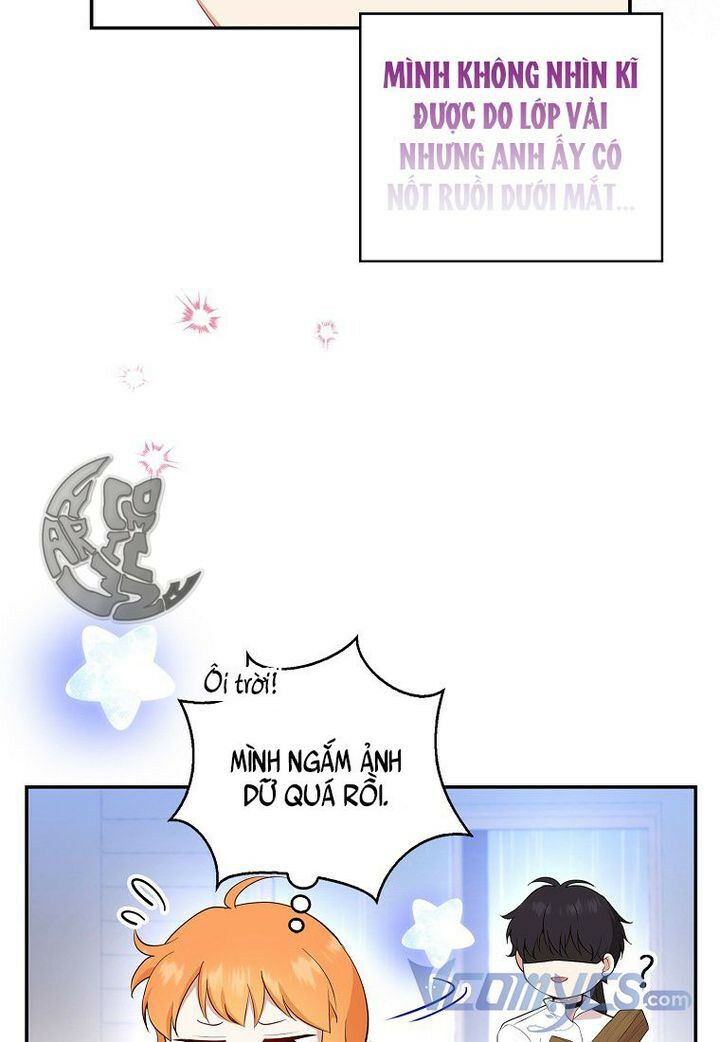 MÌNH KHÔNG NHÌN KĨ
ĐƯỢC DO LỚP VẢI
NHƯNG ANH ẤY CÓ
NỐT RUỒI DƯỚI MẮT...
Ôi trời!
MÌNH NGẮM ẢNH
DỮ QUÁ RỒI.
?